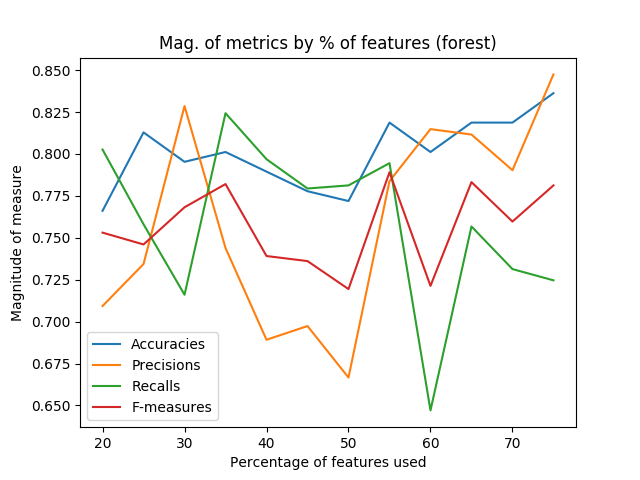 Mag. of metrics by % of features (forest)
0.850
0.825
0.800
0.775
0.750
0.725
0.700
0.675
0.650
Magnitude of measure
Accuracies
Precisions
Recalls
F-measures
20 30 40 50 60 70
Percentage of features used